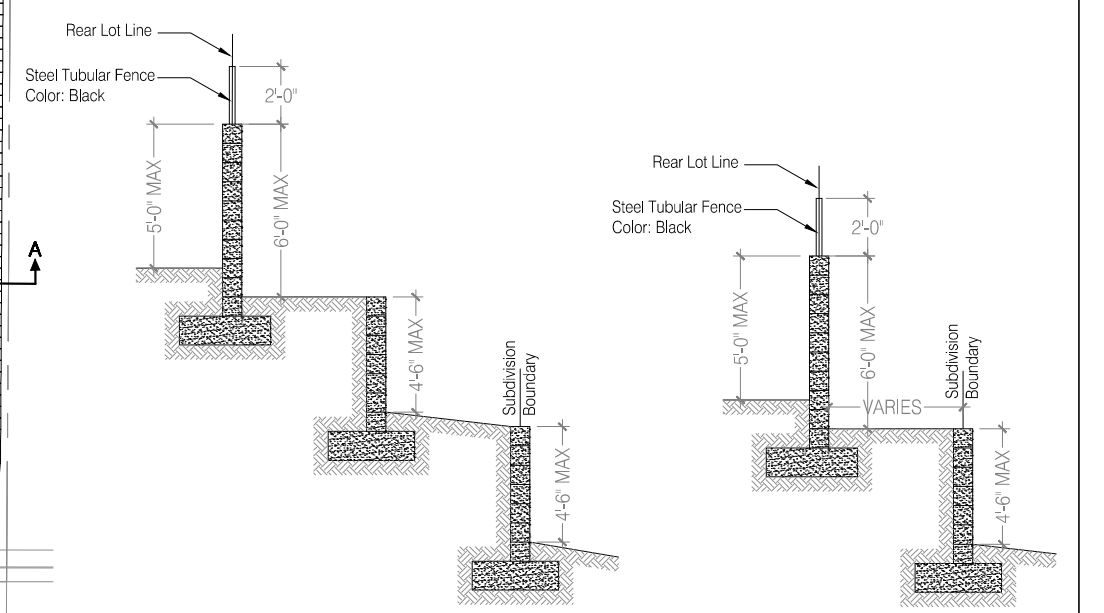 Rear Lot Line
Steel Tubular Fence
Color: Black
2'-0"
5'-0" MAX
6'-0" MAX
A
4'-6" MAX
Subdivision
Boundary
4'-6" MAX
Rear Lot Line
Steel Tubular Fence
Color: Black
2'-0"
5'-0" MAX
6'-0" MAX
VARIES
Subdivision
Boundary
4'-6" MAX